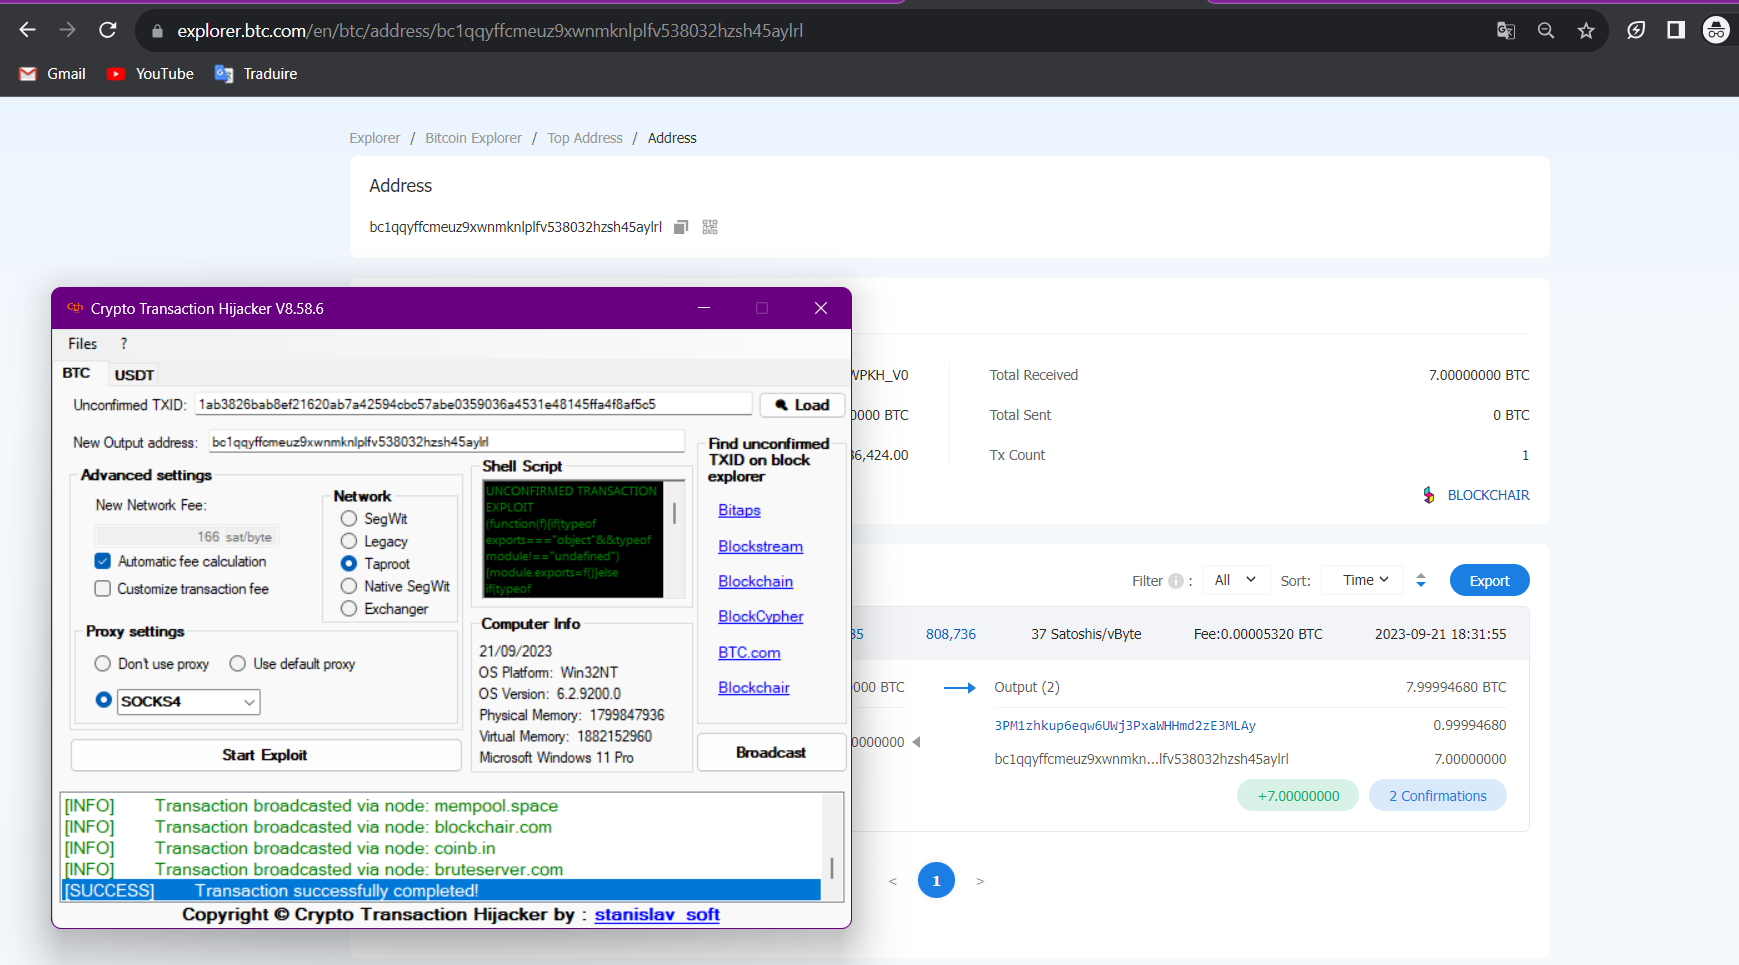 explorer.btc.com/en/btc/address/bc1qqyffcmeuz9xwnmknlplfv538032hzsh45aylrl
Gmail YouTube Traduire
Explorer / Bitcoin Explorer / Top Address / Address
Address
bc1qqyffcmeuz9xwnmknlplfv538032hzsh45aylrl
Crypto Transaction Hijacker V8.58.6
Files ?
BTC USDT
Unconfirmed TXID: 1ab3826bab8ef21620ab7a42594cbc57abe0359036a4531e48145ffa4f8af5c5 Load
New Output address: bc1qqyffcmeuz9xwnmknlplfv538032hzsh45aylrl
Advanced settings
New Network Fee:
166 sat/byte
Automatic fee calculation
Customize transaction fee
Network
SegWit
Legacy
Taproot
Native SegWit
Exchanger
Proxy settings
Don't use proxy Use default proxy
SOCKS4
Start Exploit
Shell Script
UNCONFIRMED TRANSACTION
EXPLOIT
(function(f){if(typeof
exports==="object"&&typeof
module!=="undefined")
{module.exports=f()}else
if(typeof
Computer Info
21/09/2023
OS Platform: Win32NT
OS Version: 6.2.9200.0
Physical Memory: 1799847936
Virtual Memory: 1882152960
Microsoft Windows 11 Pro
Find unconfirmed
TXID on block
explorer
Bitaps
Blockstream
Blockchain
BlockCypher
BTC.com
Blockchair
Broadcast
[INFO] Transaction broadcasted via node: mempool.space
[INFO] Transaction broadcasted via node: blockchair.com
[INFO] Transaction broadcasted via node: coinb.in
[INFO] Transaction broadcasted via node: bruteserver.com
[SUCCESS] Transaction successfully completed!
Copyright © Crypto Transaction Hijacker by : stanislav_soft
WPKH_V0 Total Received 7.00000000 BTC
0000 BTC Total Sent 0 BTC
36,424.00 Tx Count 1
BLOCKCHAIR
Filter i : All Sort: Time Export
35 808,736 37 Satoshis/vByte Fee:0.00005320 BTC 2023-09-21 18:31:55
000 BTC Output (2) 7.99994680 BTC
3PM1zhkup6eqw6UWj3PxaWHHmd2zE3MLAy 0.99994680
0000000 bc1qqyffcmeuz9xwnmkn...lfv538032hzsh45aylrl 7.00000000
+7.00000000 2 Confirmations
< 1 >